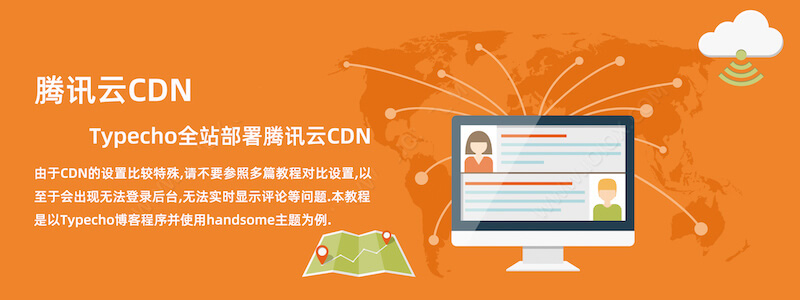 腾讯云CDN
Typecho全站部署腾讯云CDN
由于CDN的设置比较特殊,请不要参照多篇教程对比设置,以
至于会出现无法登录后台,无法实时显示评论等问题.本教程
是以Typecho博客程序并使用handsome主题为例.